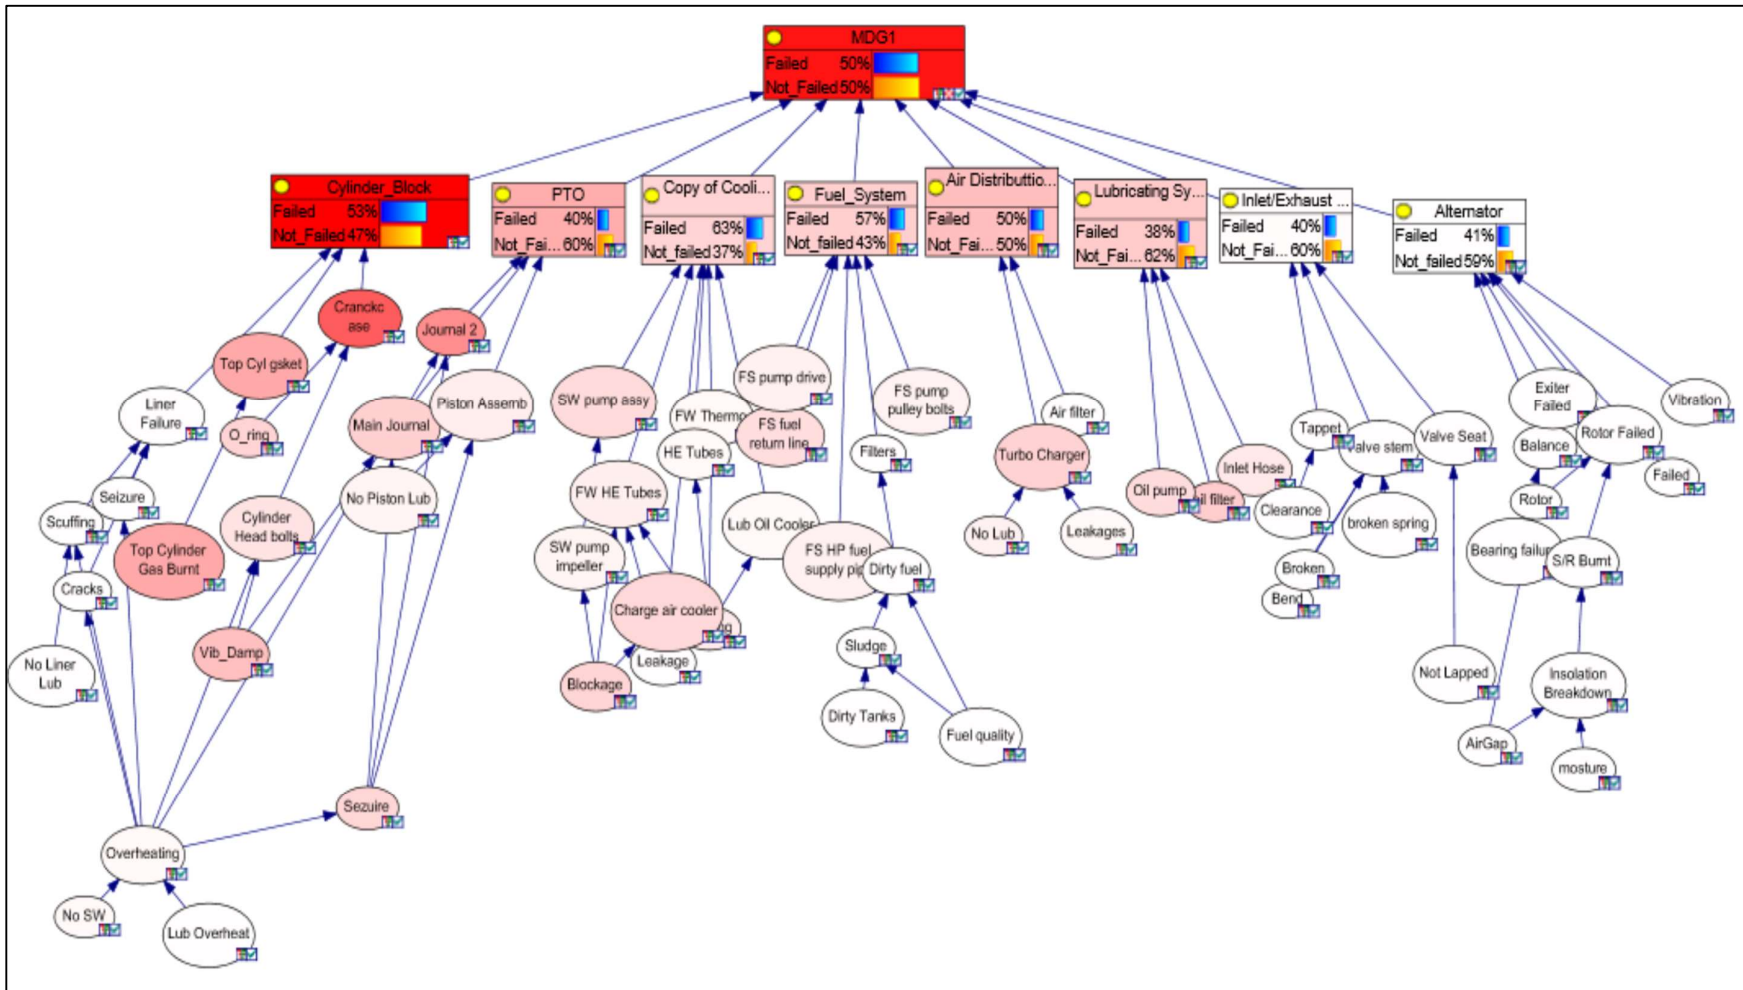 MDG1
Failed 50%
Not_Failed 50%
Cylinder_Block
Failed 53%
Not_Failed 47%
PTO
Failed 40%
Not_Fai... 60%
Copy of Cooli...
Failed 63%
Not_failed 37%
Fuel_System
Failed 57%
Not_failed 43%
Air Distributtio...
Failed 50%
Not_Fai... 50%
Lubricating Sy...
Failed 38%
Not_Fai... 62%
Inlet/Exhaust ...
Failed 40%
Not_Fai... 60%
Alternator
Failed 41%
Not_failed 59%
Cranckc
ase
Journal 2
Top Cyl gsket
Liner
Failure
O_ring
Main Journal
Piston Assemb
SW pump assy
FW Thermo
HE Tubes
FS pump drive
FS fuel
return line
FS pump
pulley bolts
Filters
Air filter
Turbo Charger
Inlet Hose
Oil pump
il filter
Tappet
Valve stem
Valve Seat
Exiter
Failed
Balance
Rotor Failed
Vibration
Failed
Rotor
Seizure
Scuffing
Cylinder
Head bolts
No Piston Lub
FW HE Tubes
Lub Oil Cooler
SW pump
impeller
FS HP fuel
supply pip
Dirty fuel
No Lub
Leakages
Clearance
broken spring
Bearing failur
S/R Burnt
Top Cylinder
Gas Burnt
Cracks
Charge air cooler
Broken
Bend
Vib_Damp
No Liner
Lub
Blockage
Leakage
Sludge
Dirty Tanks
Fuel quality
Not Lapped
Insolation
Breakdown
AirGap
mosture
Sezuire
Overheating
No SW
Lub Overheat